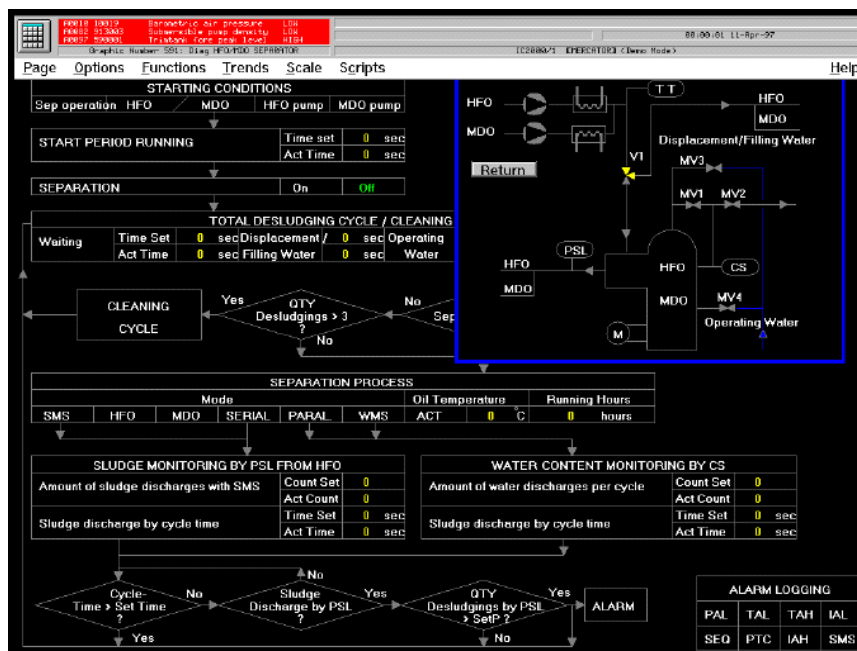 A0010 10019 Barometric air pressure LOW
A0082 913003 Submersible pump density LOW
A0097 590001 Trimtank (ore peak level) HIGH
Graphic Number 591: Diag HFO/MDO SEPARATOR
IC2000/1 EMERCATOR3 (Demo Mode)
00:00:01 11-Apr-97
Page Options Functions Trends Scale Scripts Help
STARTING CONDITIONS
Sep operation HFO MDO HFO pump MDO pump
START PERIOD RUNNING
Time set 0 sec
Act Time 0 sec
SEPARATION On Off
TOTAL DESLUDGING CYCLE / CLEANING
Waiting
Time Set 0 sec Displacement / 0 sec Operating
Act Time 0 sec Filling Water 0 sec Water
CLEANING
CYCLE
Yes
QTY
Desludgings > 3
?
No
No
Sep
HFO
MDO
TT
HFO
MDO
Displacement/Filling Water
Return
V1
MV3
MV1 MV2
PSL
HFO
MDO
HFO
MDO
CS
MV4
Operating Water
M
SEPARATION PROCESS
Mode Oil Temperature Running Hours
SMS HFO MDO SERIAL PARAL WMS ACT 0 °C 0 hours
SLUDGE MONITORING BY PSL FROM HFO
Amount of sludge discharges with SMS
Count Set 0
Act Count 0
Sludge discharge by cycle time
Time Set 0 sec
Act Time 0 sec
WATER CONTENT MONITORING BY CS
Amount of water discharges per cycle
Count Set 0
Act Count 0
Sludge discharge by cycle time
Time Set 0 sec
Act Time 0 sec
Cycle-
Time > Set Time
?
No
Yes
No
Sludge
Discharge by PSL
?
Yes
QTY
Desludgings by PSL
> SetP ?
Yes
No
ALARM
ALARM LOGGING
PAL TAL TAH IAL
SEQ PTC IAH SMS